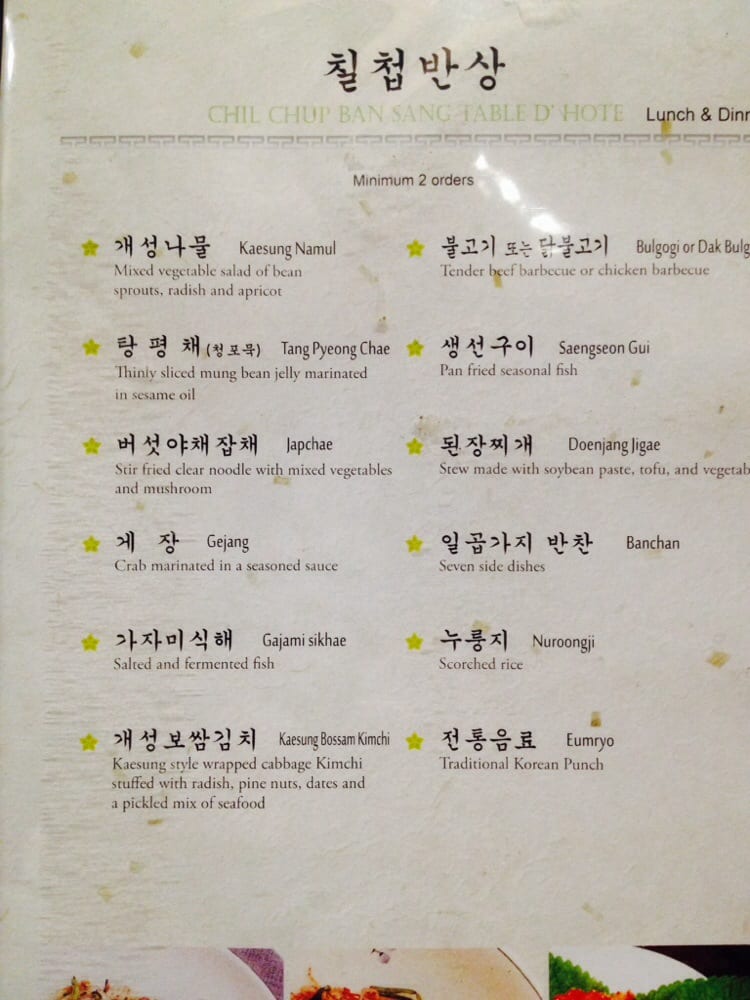 칠첩반상
CHIL CHUP BAN SANG-TABLE D' HOTE Lunch &
Minimum 2 orders
개성나물 Kaesung Namul
Mixed vegetable salad of bean
sprouts, radish and apricot
탕평채(청포묵) Tang Pyeong Chae
Thinly sliced mung bean jelly marinated
in sesame oil
버섯야채잡채 Japchae
Stir fried clear noodle with mixed vegetables
and mushroom
게장 Gejang
Crab marinated in a seasoned sauce
가자미식해 Gajami sikhae
Salted and fermented fish
개성보쌈김치 Kaesung Bossam Kimchi
Kaesung style wrapped cabbage Kimchi
stuffed with radish, pine nuts, dates and
a pickled mix of seafood
불고기 또는 닭불고기 Bulgogi or Dak
Tender beef barbecue or chicken barbecue
생선구이 Saengseon Gui
Pan fried seasonal fish
된장찌개 Doenjang Jigae
Stew made with soybean paste, tofu, and
일곱가지 반찬 Banchan
Seven side dishes
누룽지 Nuroongji
Scorched rice
전통음료 Eumryo
Traditional Korean Punch